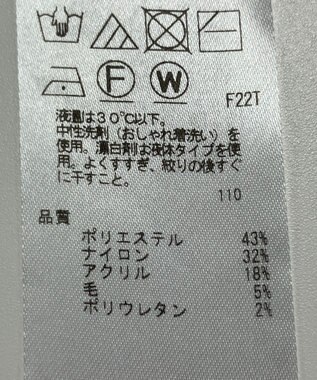 F W F22T
液温は30℃以下。
中性洗剤（おしゃれ着洗い）を
使用。漂白剤は液体タイプを使
用。よくすすぎ、絞りの後すぐ
に干すこと。
110
品質
ポリエステル 43%
ナイロン 32%
アクリル 18%
毛 5%
ポリウレタン 2%